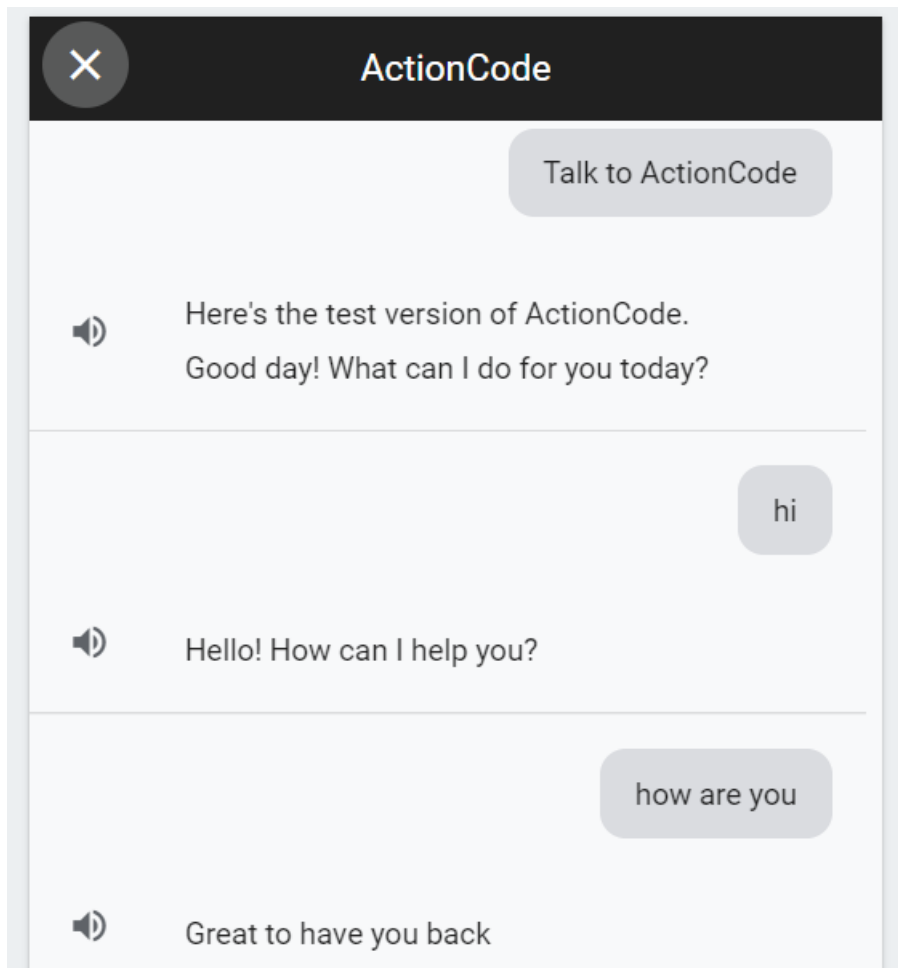 ActionCode
Talk to ActionCode
Here's the test version of ActionCode.
Good day! What can I do for you today?
hi
Hello! How can I help you?
how are you
Great to have you back